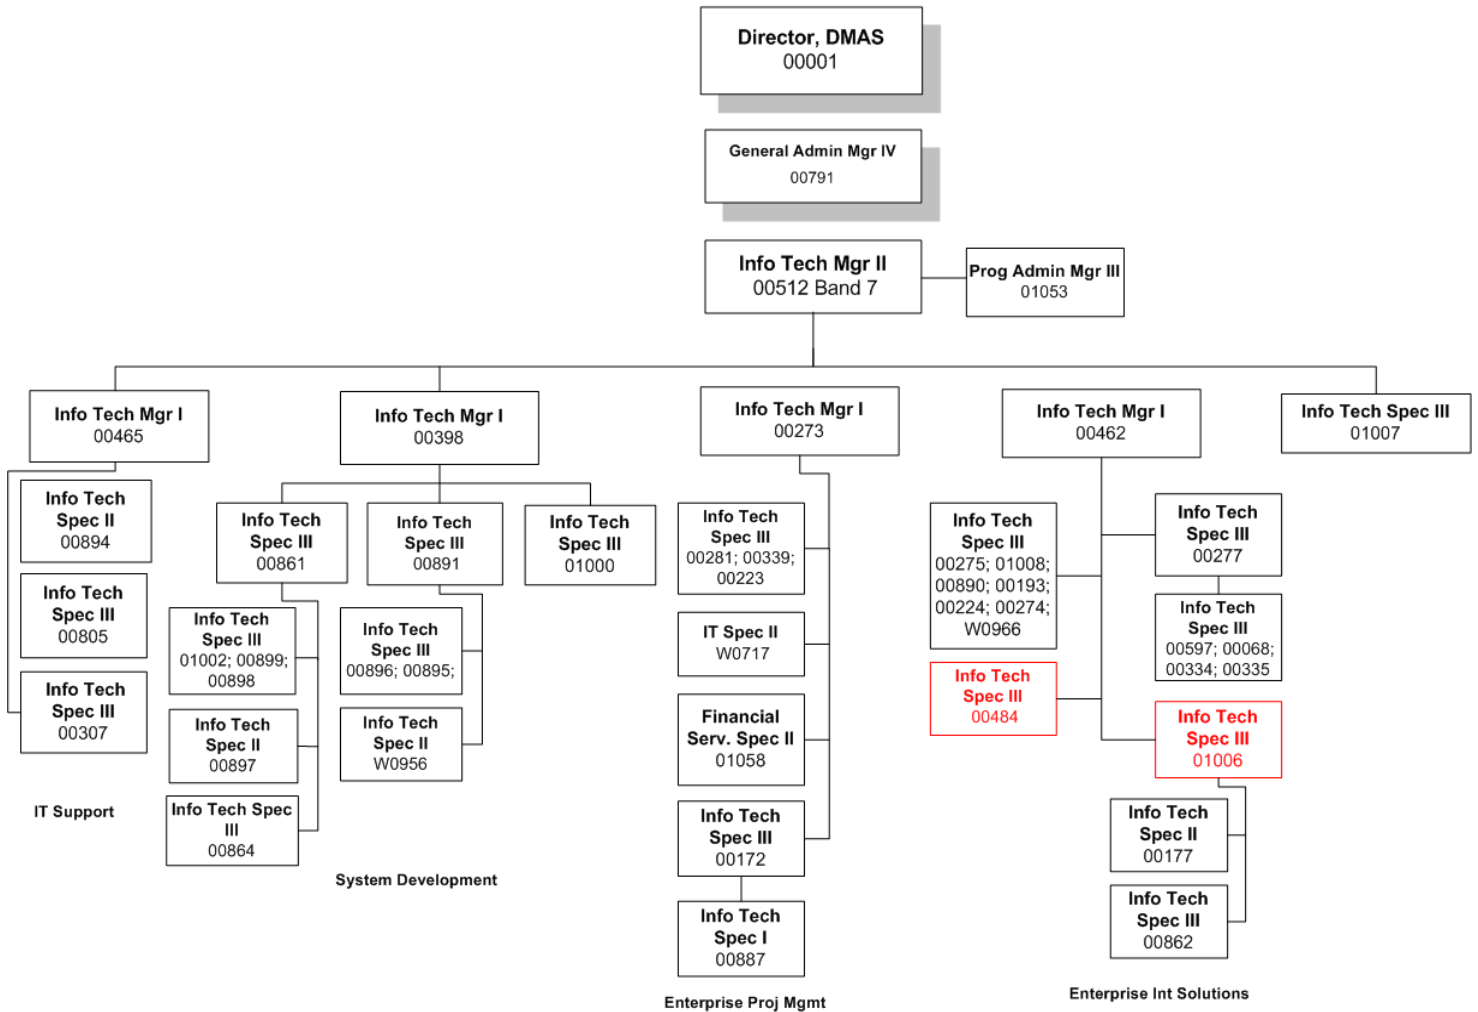 Director, DMAS
00001
General Admin Mgr IV
00791
Info Tech Mgr II
00512 Band 7
Prog Admin Mgr III
01053
Info Tech Mgr I
00465
Info Tech Mgr I
00398
Info Tech Mgr I
00273
Info Tech Mgr I
00462
Info Tech Spec III
01007
Info Tech
Spec II
00894
Info Tech
Spec III
00805
Info Tech
Spec III
00307
IT Support
Info Tech
Spec III
00861
Info Tech
Spec III
01002; 00899;
00898
Info Tech
Spec II
00897
Info Tech Spec
III
00864
Info Tech
Spec III
00891
Info Tech
Spec III
00896; 00895;
Info Tech
Spec II
W0956
Info Tech
Spec III
01000
System Development
Info Tech
Spec III
00281; 00339;
00223
IT Spec II
W0717
Financial
Serv. Spec II
01058
Info Tech
Spec III
00172
Info Tech
Spec I
00887
Enterprise Proj Mgmt
Info Tech
Spec III
00275; 01008;
00890; 00193;
00224; 00274;
W0966
Info Tech
Spec III
00484
Info Tech
Spec III
00277
Info Tech
Spec III
00597; 00068;
00334; 00335
Info Tech
Spec III
01006
Info Tech
Spec II
00177
Info Tech
Spec III
00862
Enterprise Int Solutions